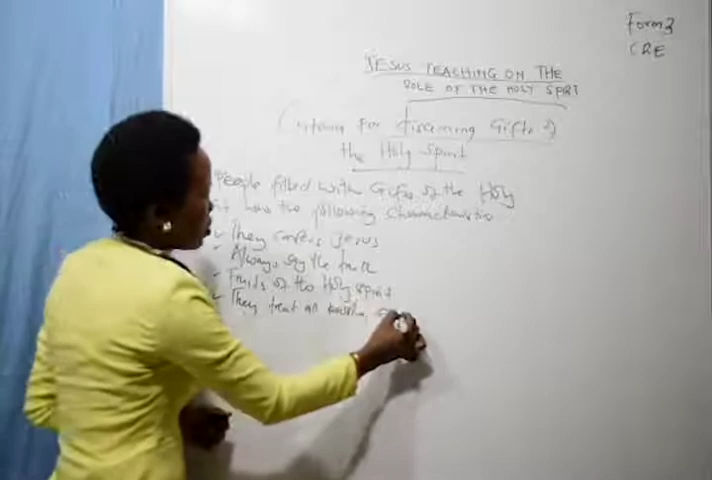 Form 3
CRE
JESUS TEACHING ON THE
ROLE OF THE HOLY SPIRT
Criteria for discerning Gifts of
the Holy Spirit
People filled with Gifts of the Holy
the following Characteristics
They confess Jesus
Always say the truth
Fruits of the Holy Spirit
They treat all people